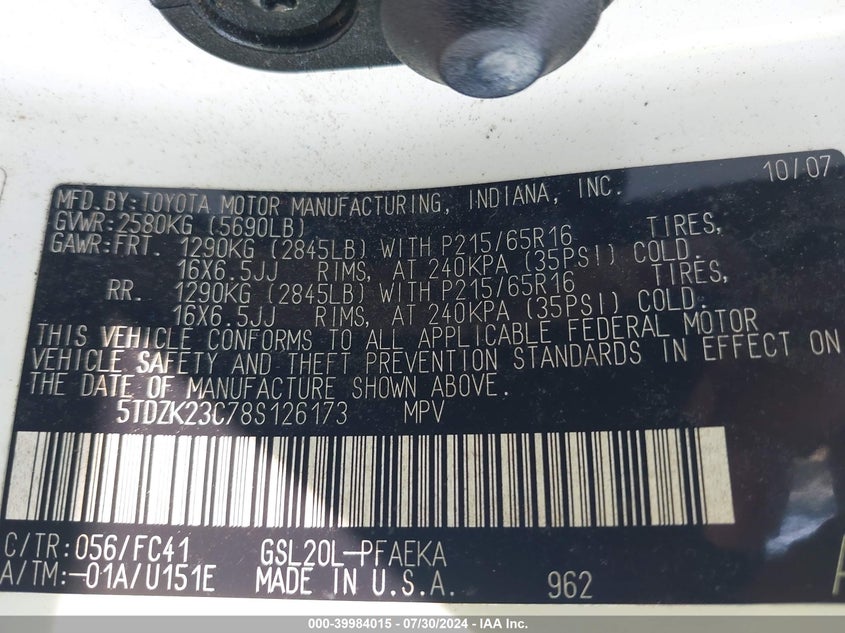 MFD.BY:TOYOTA MOTOR MANUFACTURING, INDIANA, INC. 10/07
GVWR:2580KG (5690LB)
GAWR:FRT. 1290KG (2845LB) WITH P215/65R16 TIRES,
16X6.5JJ RIMS, AT 240KPA (35PSI) COLD.
RR. 1290KG (2845LB) WITH P215/65R16 TIRES,
16X6.5JJ RIMS, AT 240KPA (35PSI) COLD.
THIS VEHICLE CONFORMS TO ALL APPLICABLE FEDERAL MOTOR
VEHICLE SAFETY AND THEFT PREVENTION STANDARDS IN EFFECT ON
THE DATE OF MANUFACTURE SHOWN ABOVE.
5TDZK23C78S126173 MPV
C/TR:056/FC41 GSL20L-PFAEKA
A/TM:-01A/U151E MADE IN U.S.A. 962
000-39984015 - 07/30/2024 - IAA Inc.